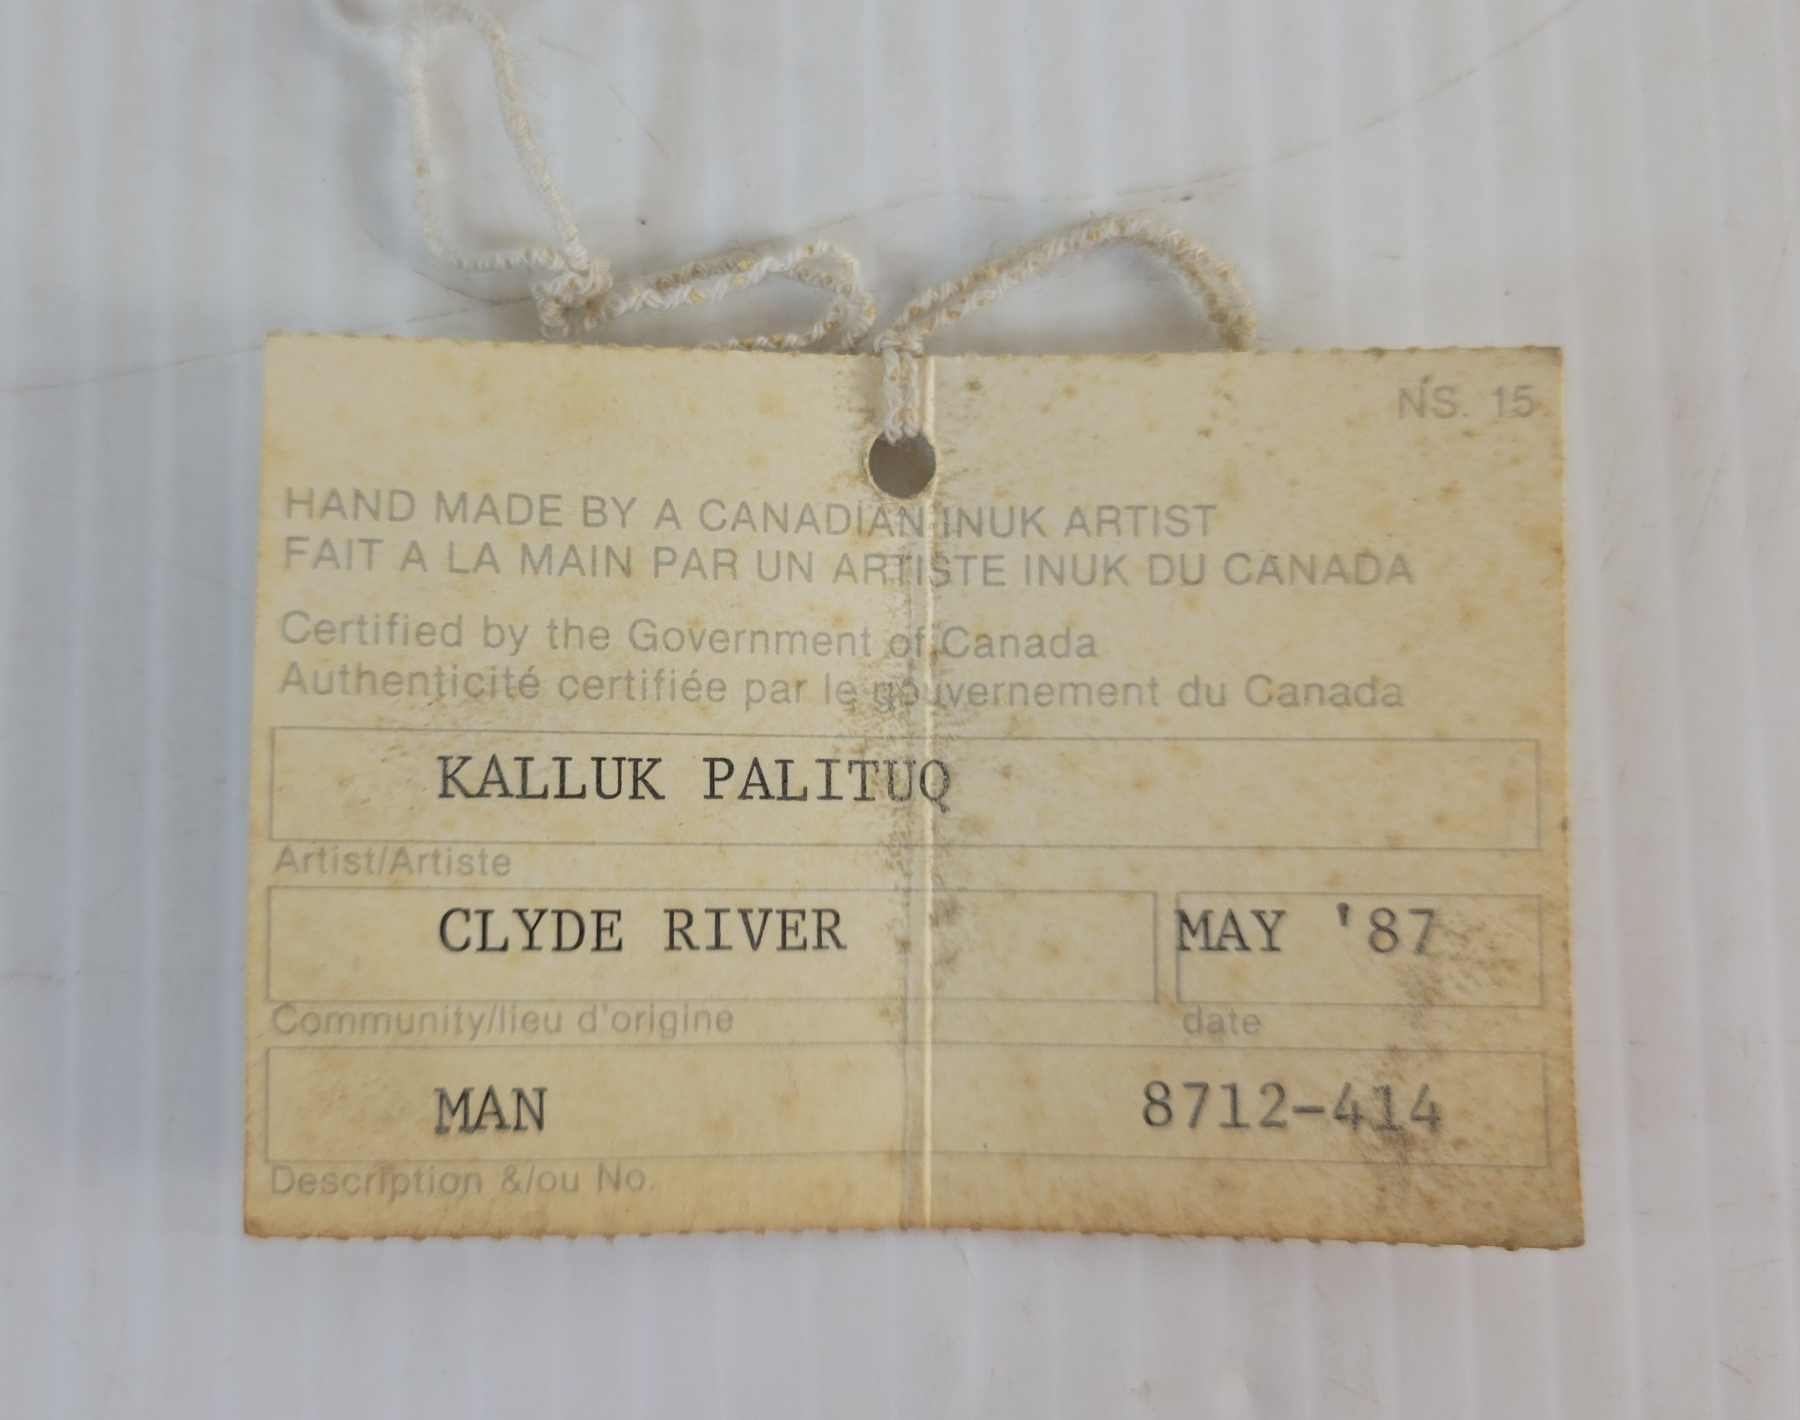 NS. 15.
HAND MADE BY A CANADIAN INUK ARTIST
FAIT A LA MAIN PAR UN ARTISTE INUK DU CANADA
Certified by the Government of Canada
Authenticité certifiée par le gouvernement du Canada
KALLUK PALITUQ
Artist/Artiste
CLYDE RIVER MAY '87
Community/lieu d'origine date
MAN 8712-414
Description &/ou No.